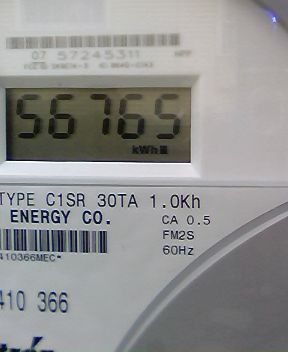 07 57245311
56765
kWh
TYPE C1SR 30TA 1.0Kh
ENERGY CO.
CA 0.5
FM2S
60Hz
410366MEC*
410 366